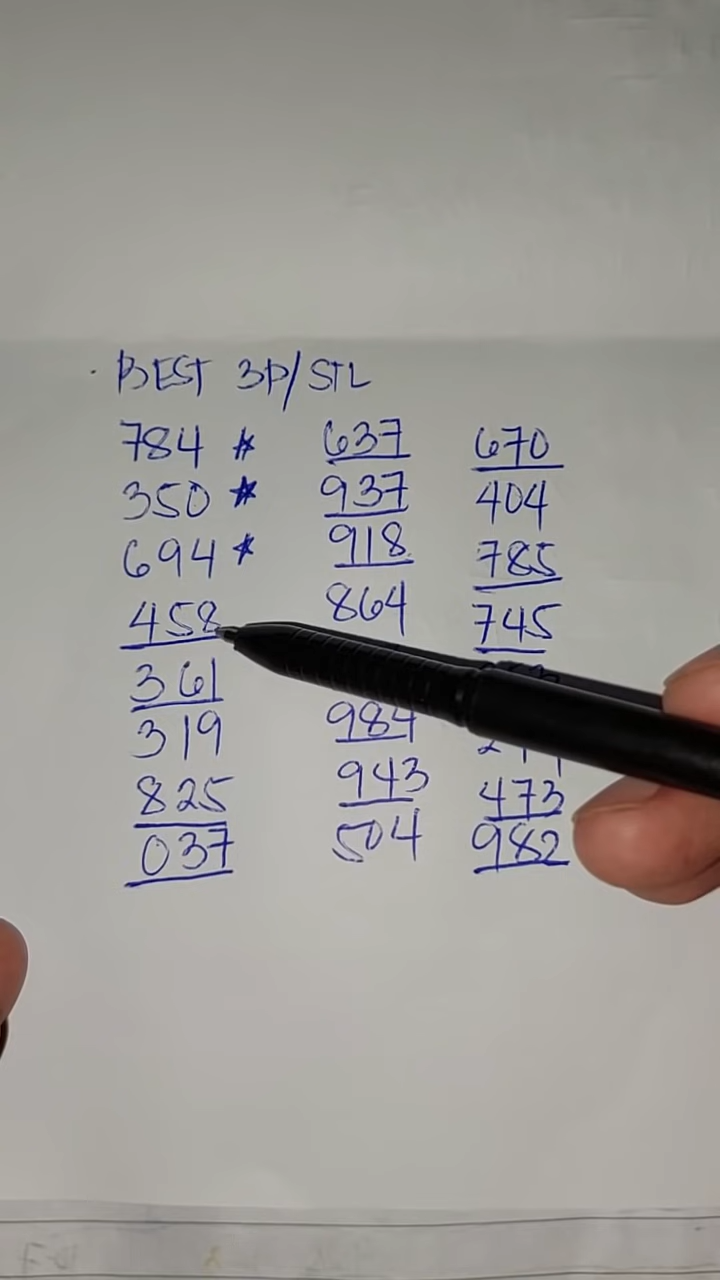 BEST 3D/STL
784 * 637 670
350 * 937 404
694 * 918 785
458 864 745
361
319 984
825 943 473
037 504 982